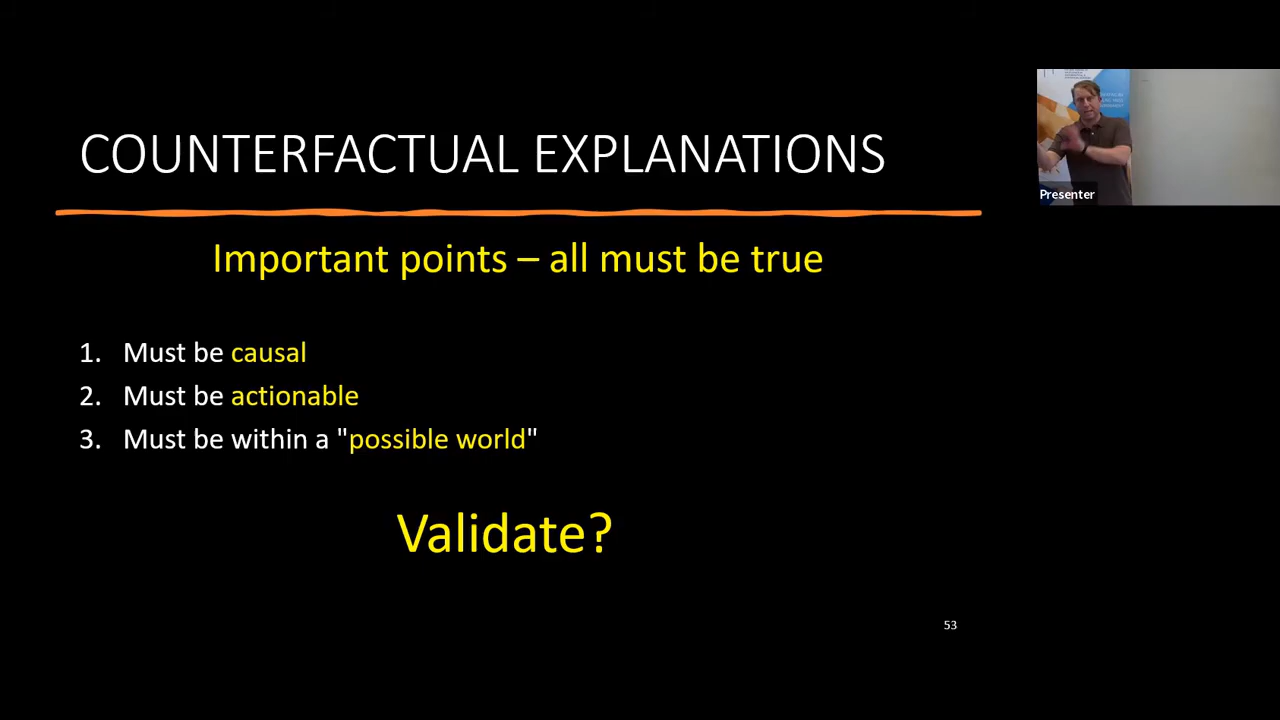 COUNTERFACTUAL EXPLANATIONS
Important points – all must be true
1. Must be causal
2. Must be actionable
3. Must be within a "possible world"
Validate?
53
Presenter